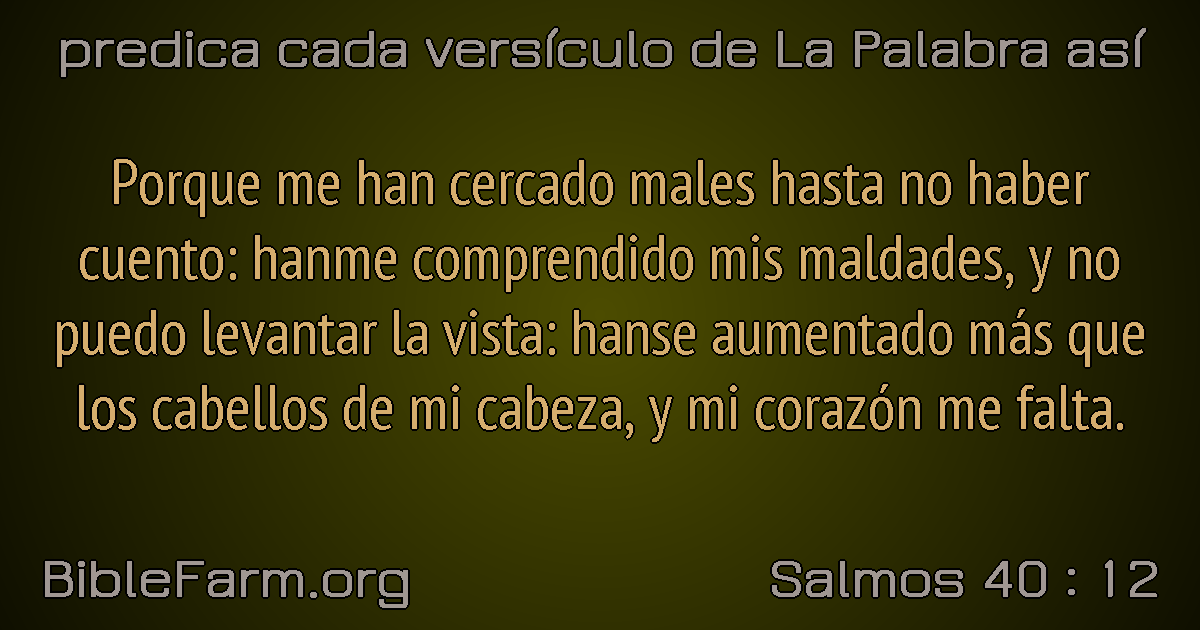 predica cada versículo de La Palabra así
Porque me han cercado males hasta no haber
cuento: hanme comprendido mis maldades, y no
puedo levantar la vista: hanse aumentado más que
los cabellos de mi cabeza, y mi corazón me falta.
BibleFarm.org
Salmos 40 : 12